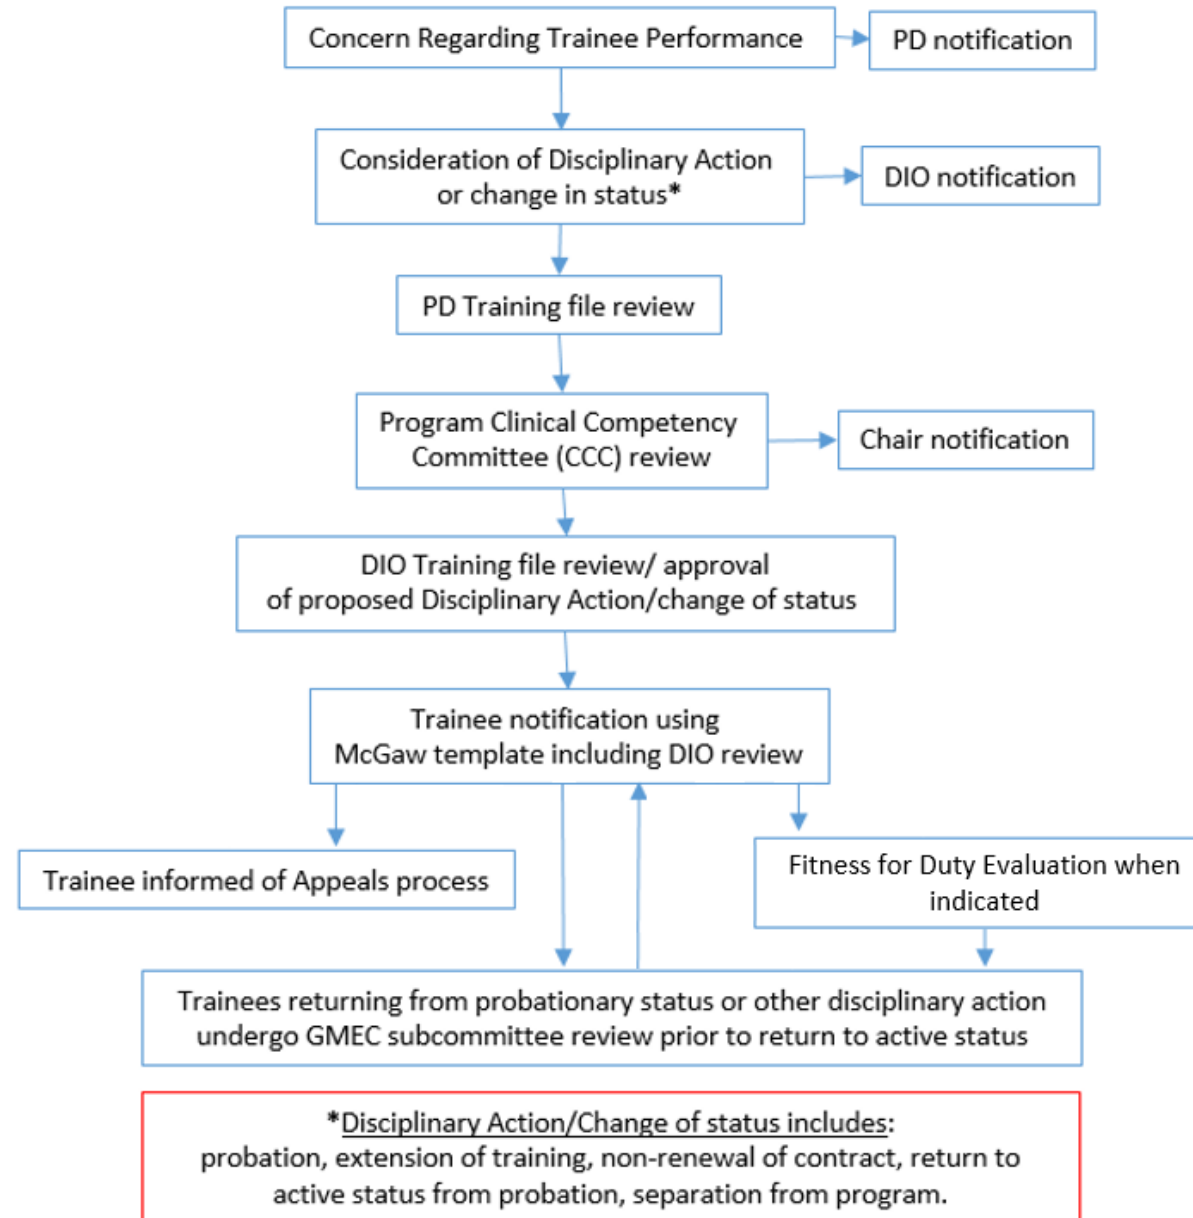 Concern Regarding Trainee Performance
PD notification
Consideration of Disciplinary Action
or change in status*
DIO notification
PD Training file review
Program Clinical Competency
Committee (CCC) review
Chair notification
DIO Training file review/ approval
of proposed Disciplinary Action/change of status
Trainee notification using
McGaw template including DIO review
Trainee informed of Appeals process
Fitness for Duty Evaluation when
indicated
Trainees returning from probationary status or other disciplinary action
undergo GMEC subcommittee review prior to return to active status
*Disciplinary Action/Change of status includes:
probation, extension of training, non-renewal of contract, return to
active status from probation, separation from program.